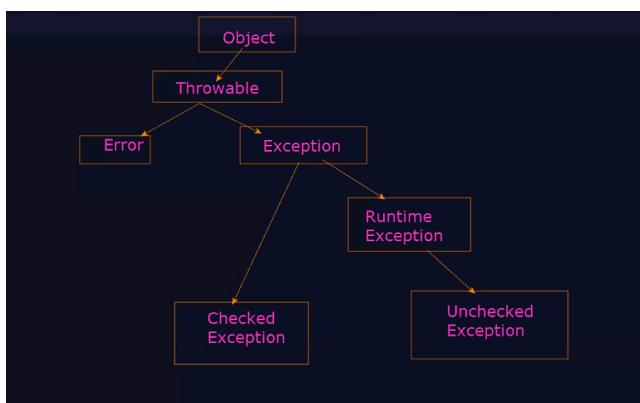 Object
Throwable
Error
Exception
Runtime
Exception
Checked
Exception
Unchecked
Exception